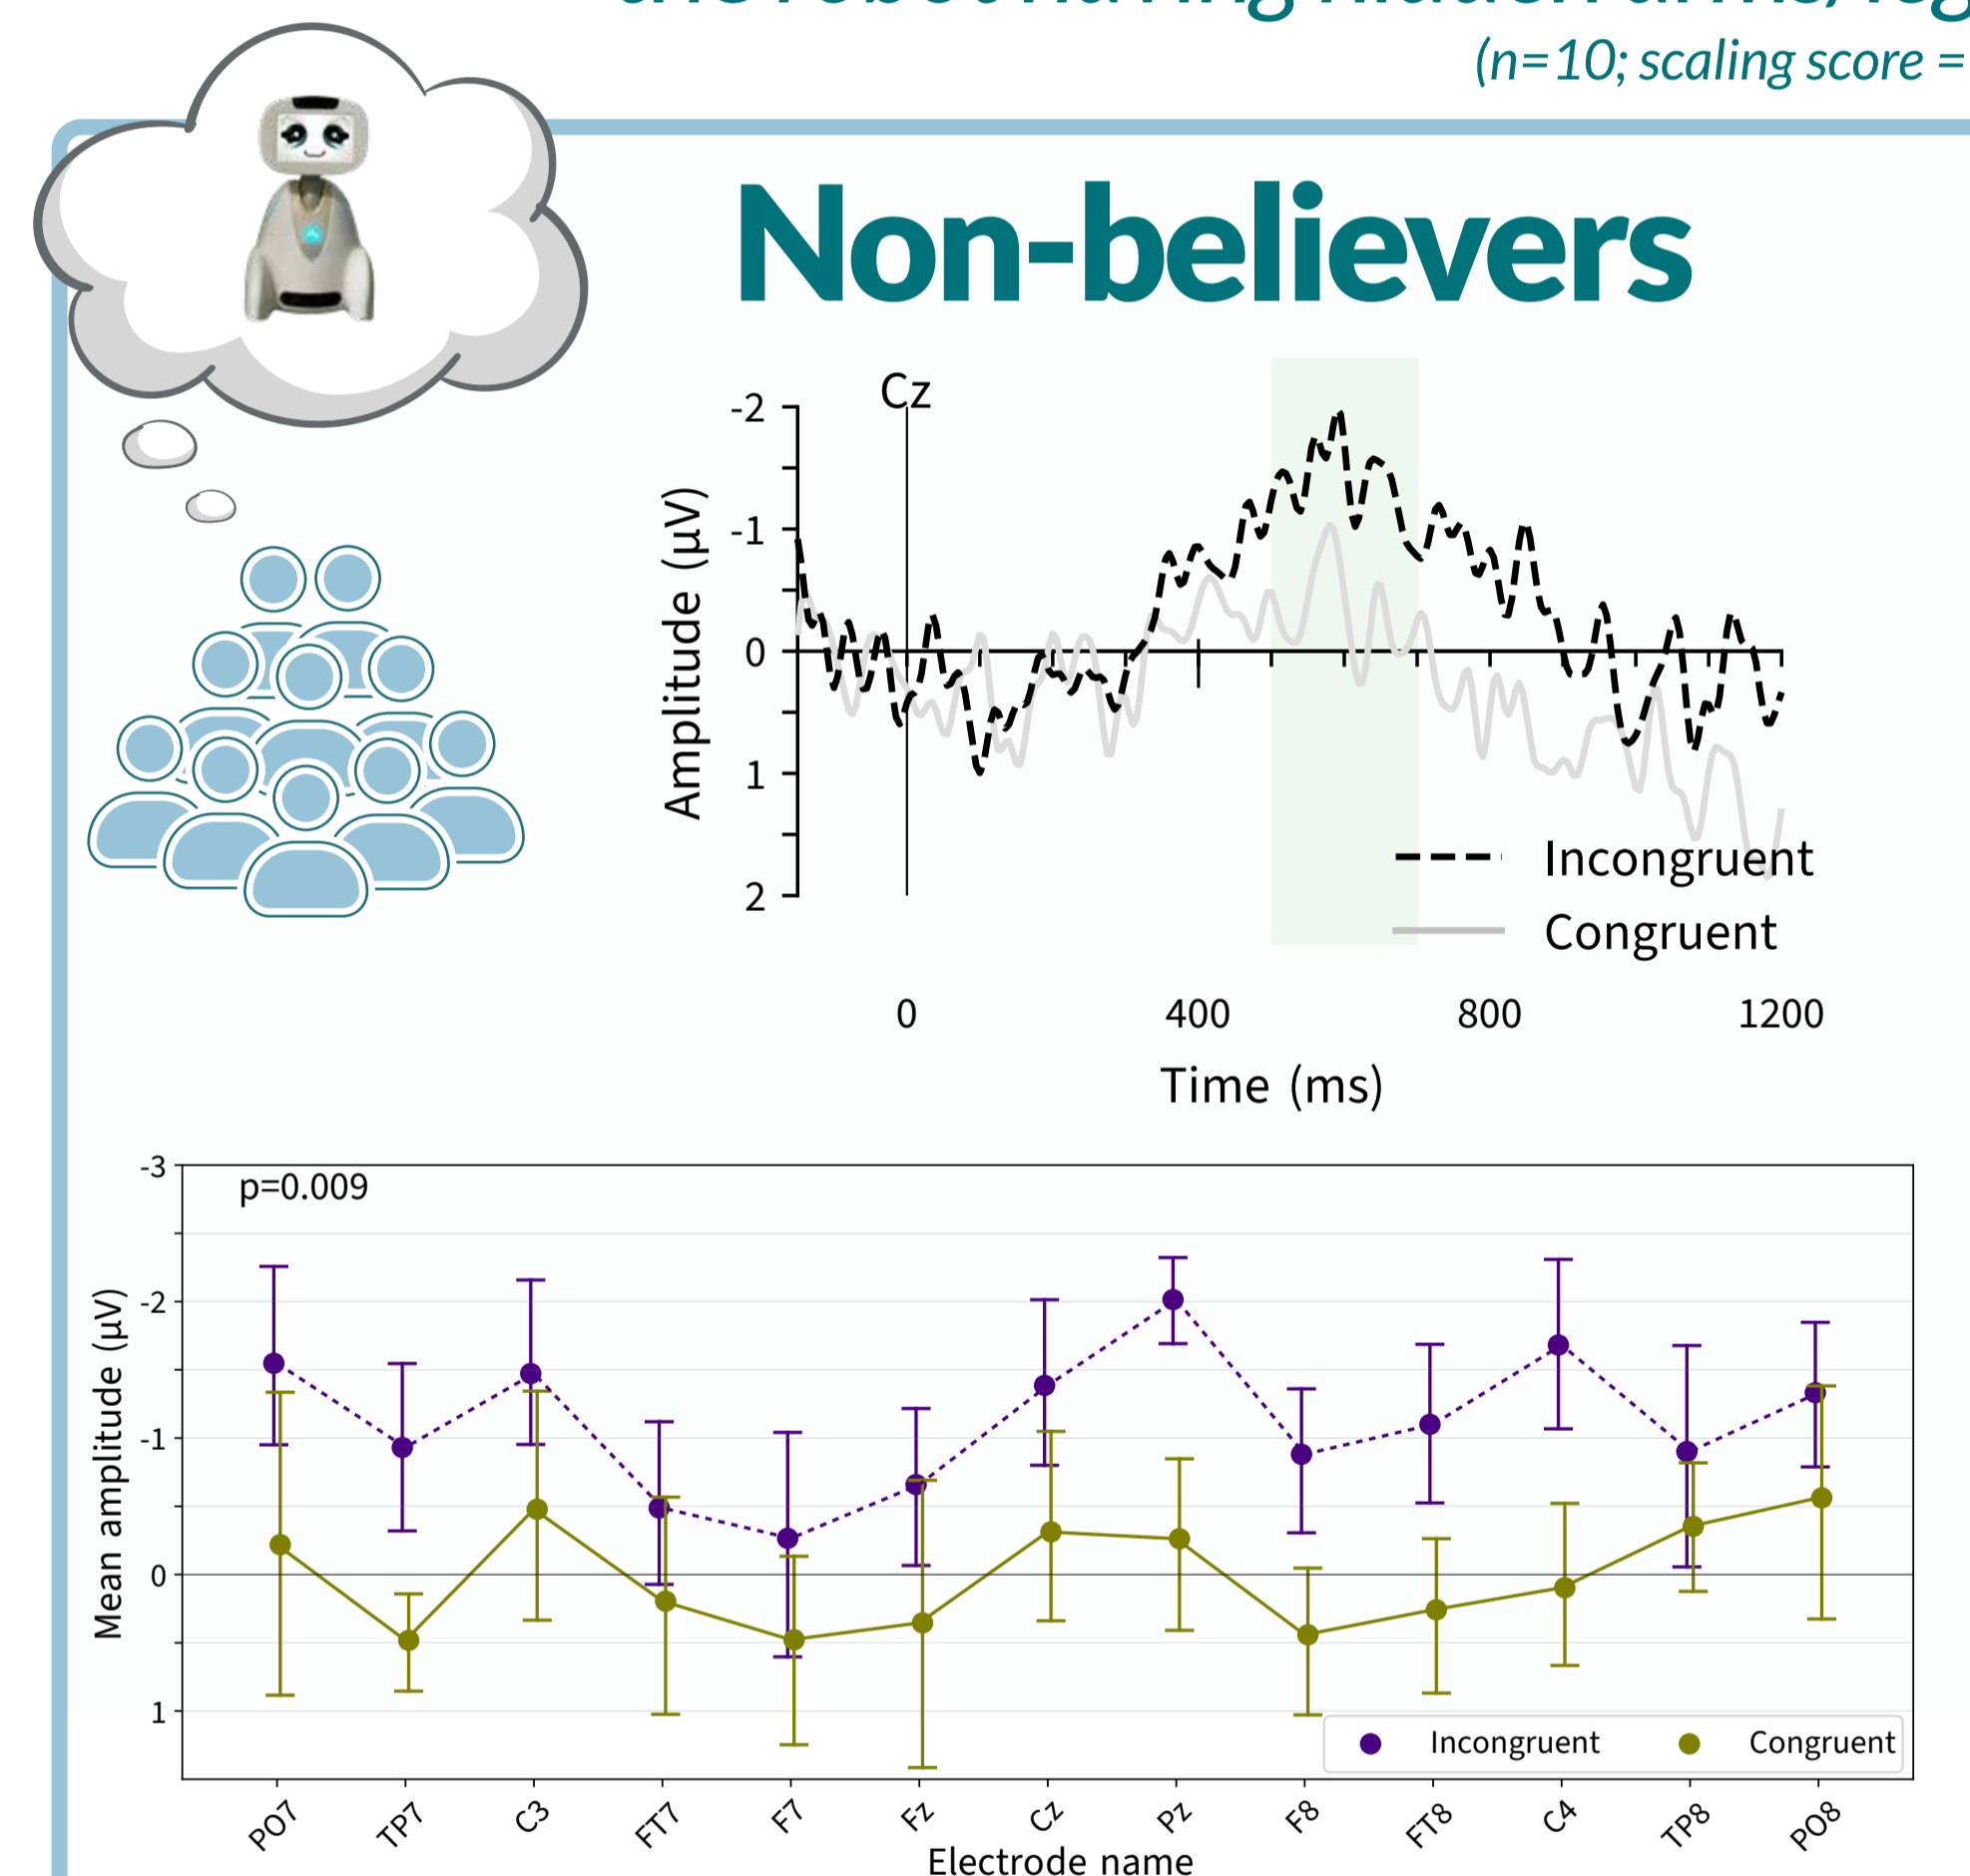 (n=10; scaling score =
Non-believers
Cz
-2
-1
0
1
2
Amplitude (µV)
Incongruent
Congruent
0 400 800 1200
Time (ms)
p=0.009
-3
-2
-1
0
1
Mean amplitude (µV)
Incongruent Congruent
PO7 TP7 C3 FT7 F7 Fz Cz Pz F8 FT8 C4 TP8 PO8
Electrode name